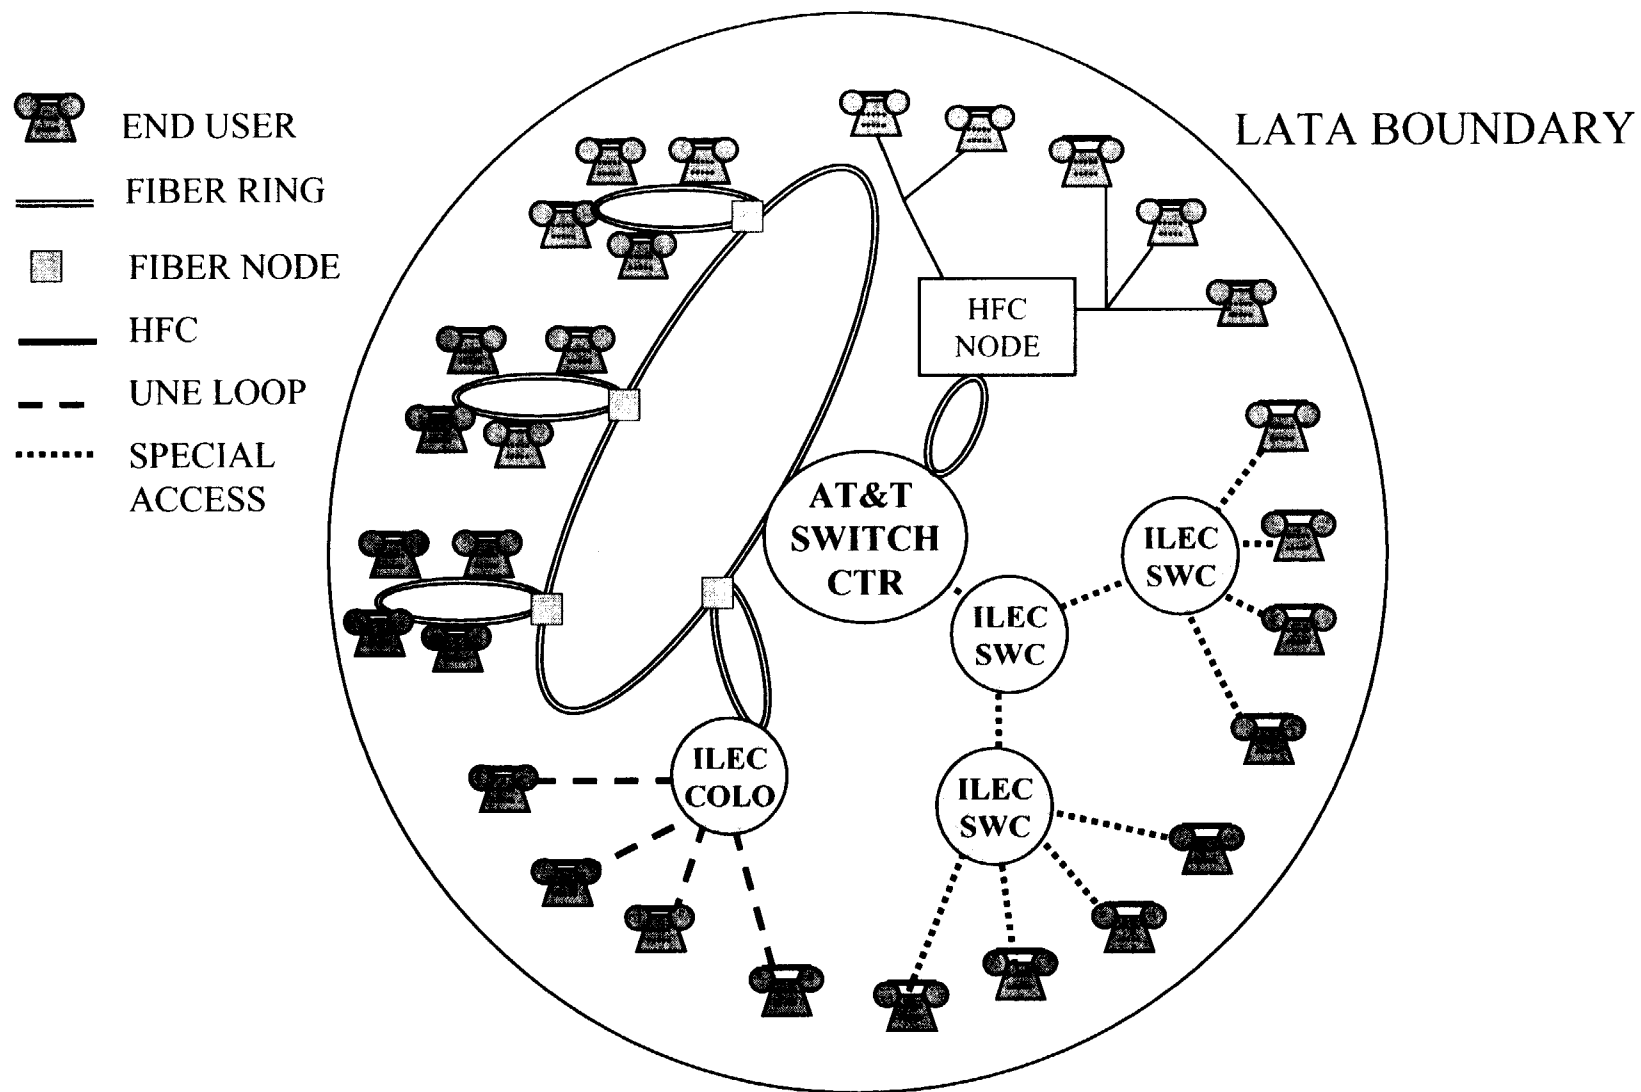 END USER
FIBER RING
FIBER NODE
HFC
UNE LOOP
SPECIAL
ACCESS
LATA BOUNDARY
HFC
NODE
AT&T
SWITCH
CTR
ILEC
SWC
ILEC
SWC
ILEC
COLO
ILEC
SWC